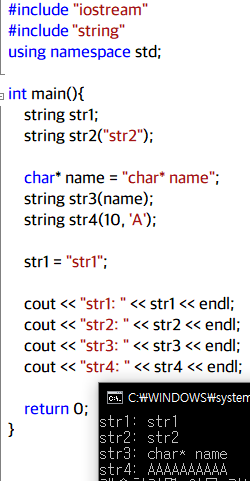 #include "iostream"
#include "string"
using namespace std;
int main(){
string str1;
string str2("str2");
char* name = "char* name";
string str3(name);
string str4(10, 'A');
str1 = "str1";
cout << "str1: " << str1 << endl;
cout << "str2: " << str2 << endl;
cout << "str3: " << str3 << endl;
cout << "str4: " << str4 << endl;
return 0;
}
C:₩WINDOWS₩system
str1: str1
str2: str2
str3: char* name
str4: AAAAAAAAAA